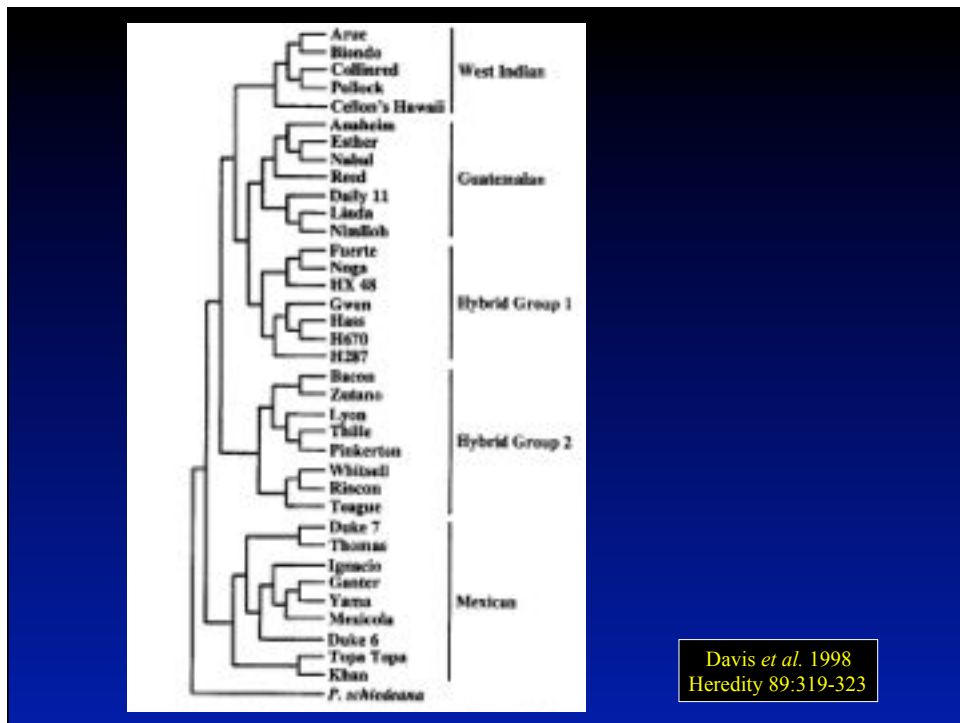 Arue
Biondo
Collinred
Pollock
Cellon's Hawaii
West Indian
Anaheim
Esther
Nabal
Reed
Daily 11
Linda
Nimlioh
Guatemalan
Fuerte
Noga
HX 48
Gwen
Hass
H670
H287
Hybrid Group 1
Bacon
Zutano
Lyon
Thille
Pinkerton
Whitsell
Rincon
Teague
Hybrid Group 2
Duke 7
Thomas
Ignacio
Ganter
Yama
Mexicola
Duke 6
Topa Topa
Khan
Mexican
P. schiedeana
Davis et al. 1998
Heredity 89:319-323